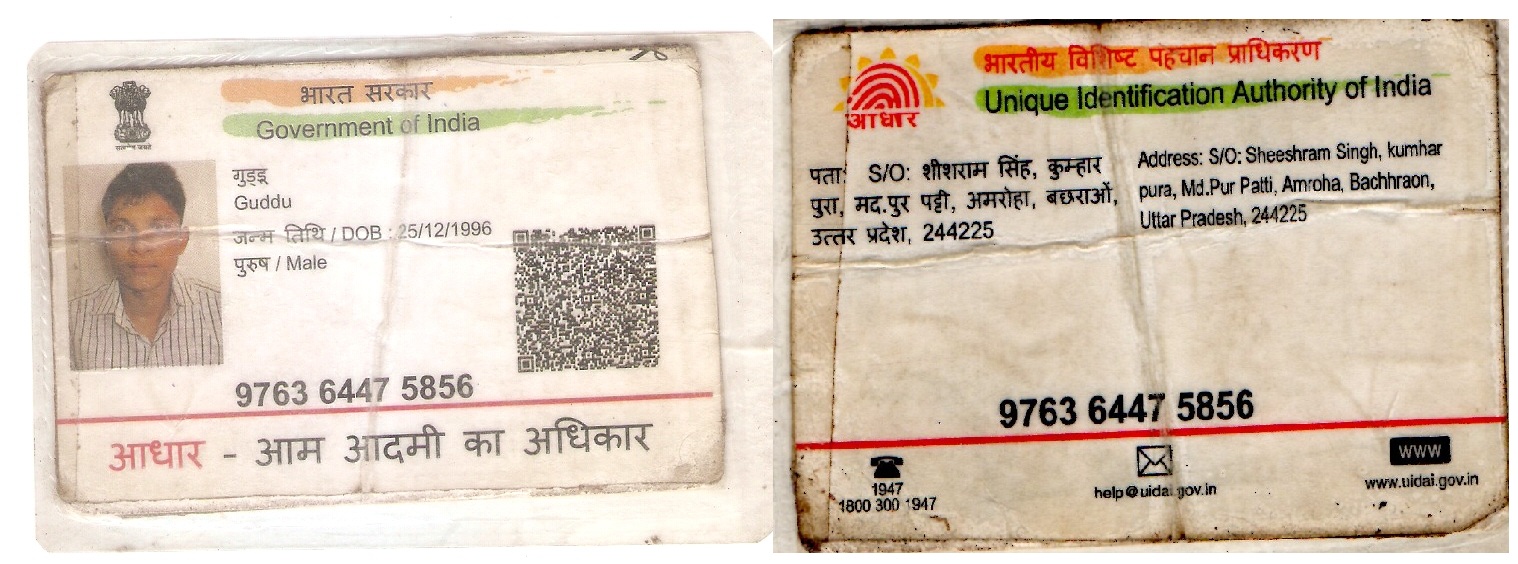 भारत सरकार
Government of India
गुड्डू
Guddu
जन्म तिथि / DOB : 25/12/1996
पुरुष / Male
9763 6447 5856
आधार - आम आदमी का अधिकार
भारतीय विशिष्ट पहचान प्राधिकरण
Unique Identification Authority of India
आधार
पता: S/O: शीशराम सिंह, कुम्हार
पुरा, मद.पुर पट्टी, अमरोहा, बछराओं,
उत्तर प्रदेश, 244225
Address: S/O: Sheeshram Singh, kumhar
pura, Md.Pur Patti, Amroha, Bachhraon,
Uttar Pradesh, 244225
9763 6447 5856
1947
1800 300 1947
help@uidai.gov.in
WWW
www.uidai.gov.in